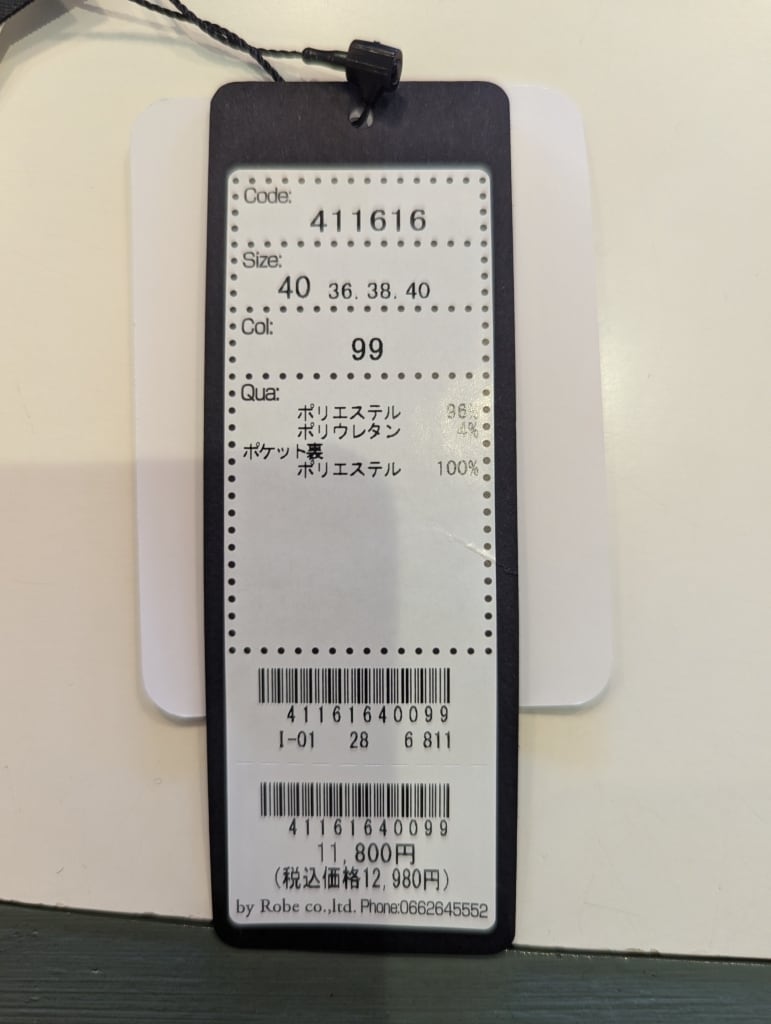 Code:
411616
Size:
40 36.38.40
Col:
99
Qua:
ポリエステル 96%
ポリウレタン 4%
ポケット裏
ポリエステル 100%
41161640099
I-01 28 6 811
41161640099
11,800円
(税込価格12,980円)
by Robe co.,ltd. Phone:0662645552